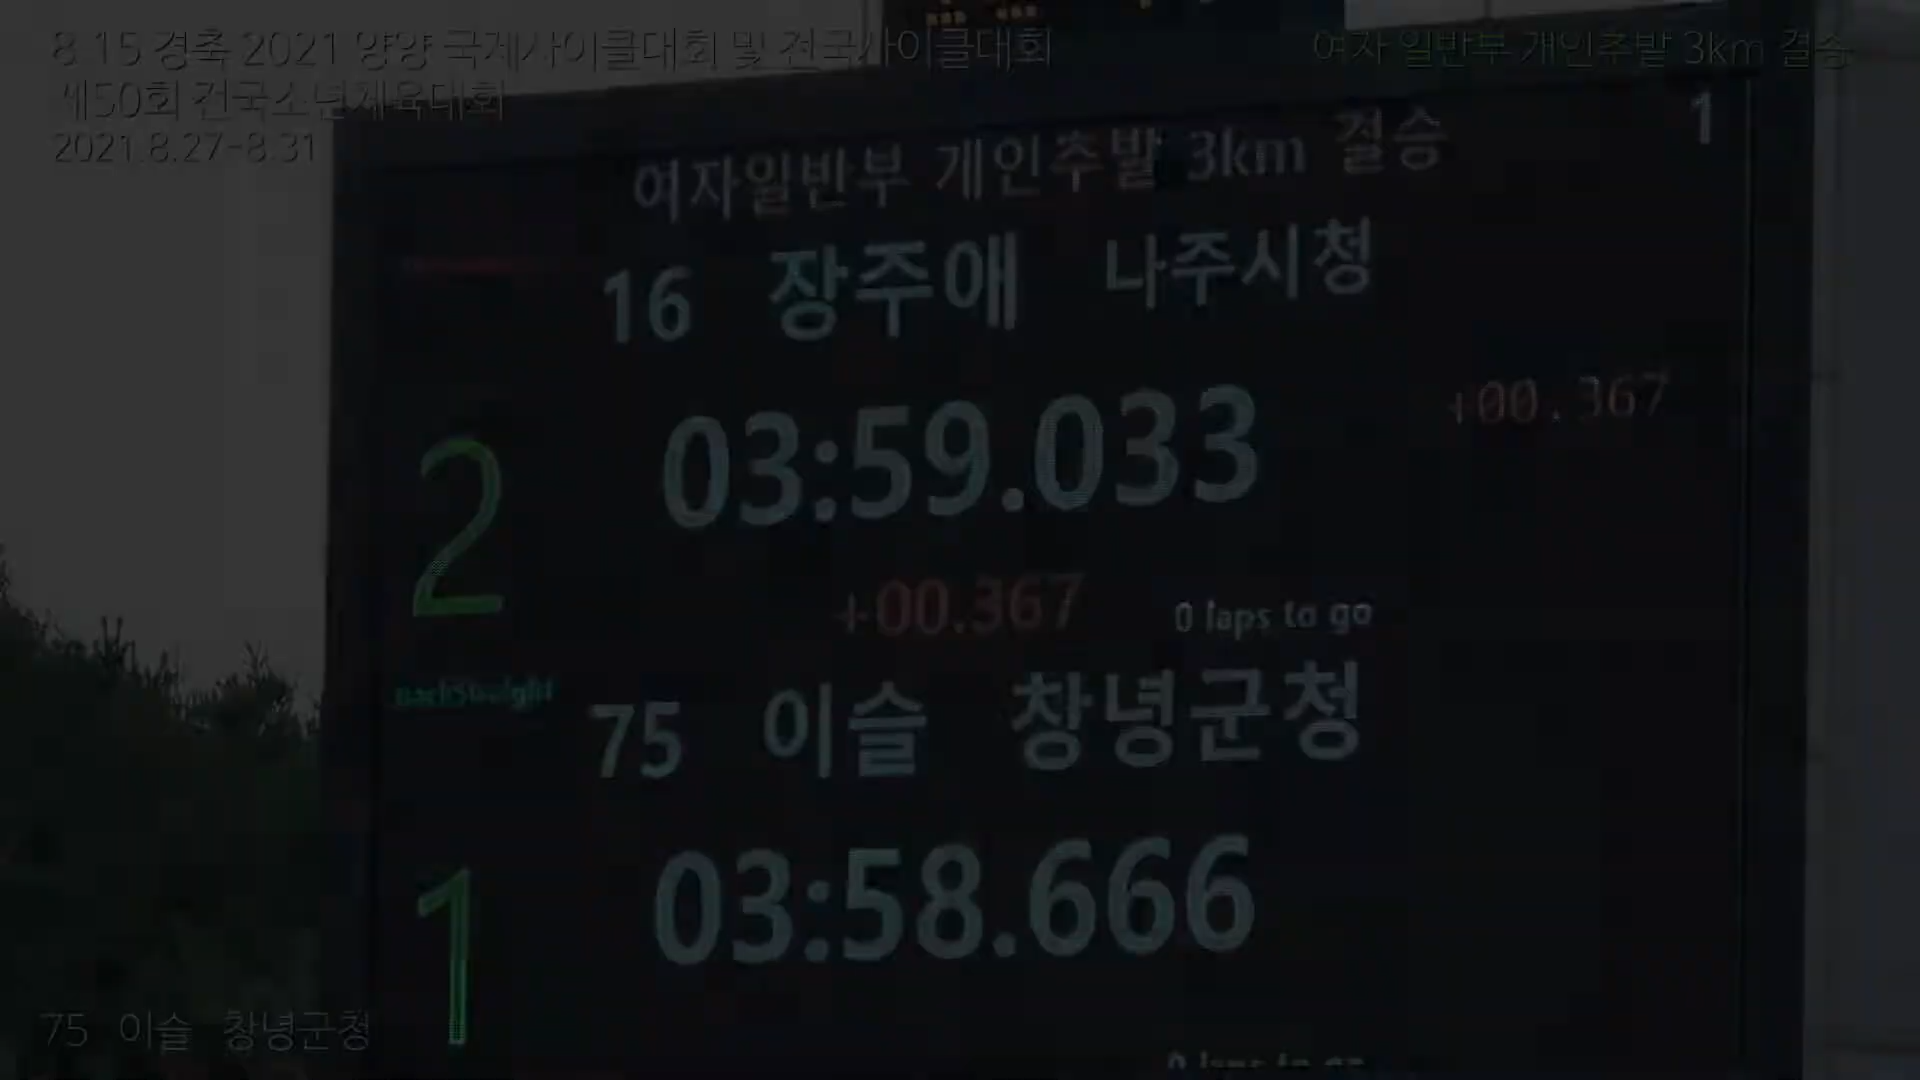 8.15 경축 2021 양양 국제사이클대회 및 전국사이클대회
제50회 전국소년체육대회
2021.8.27-8.31
여자 일반부 개인추발 3km 결승
1
여자일반부 개인추발 3km 결승
16 장주애 나주시청
2 03:59.033 +00.367
+00.367 0 laps to go
backStraight
75 이슬 창녕군청
1 03:58.666
0 laps to go
75 이슬 창녕군청